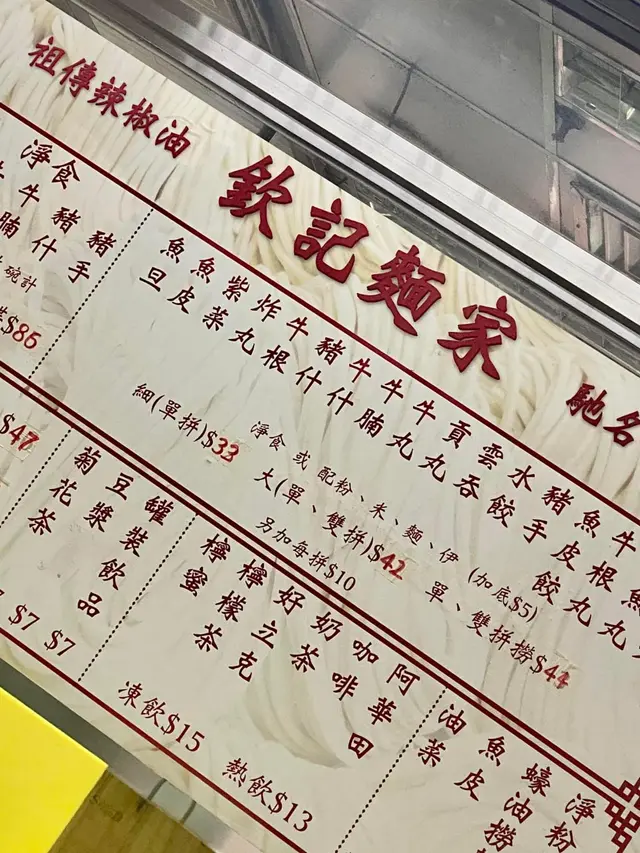 祖傳辣椒油
欽記麵家
馳名
淨食
牛腩
豬什
豬手
碗計
$86
$47
魚旦
魚皮
紫菜
炸丸
牛根
豬什
牛什
牛腩
牛丸
貢丸
雲吞
水餃
豬手
魚皮餃
牛根丸
細(單拼)$33
淨食 或 配粉、米、麵、伊 (加底$5)
大(單、雙拼)$42 單、雙拼撈$44
另加每拼$10
菊花茶
豆漿
罐裝飲品
$7 $7
檸蜜
檸檬茶
好立克
奶茶
咖啡
阿華田
凍飲$15
熱飲$13
油菜
魚皮
蠔油撈
淨粉